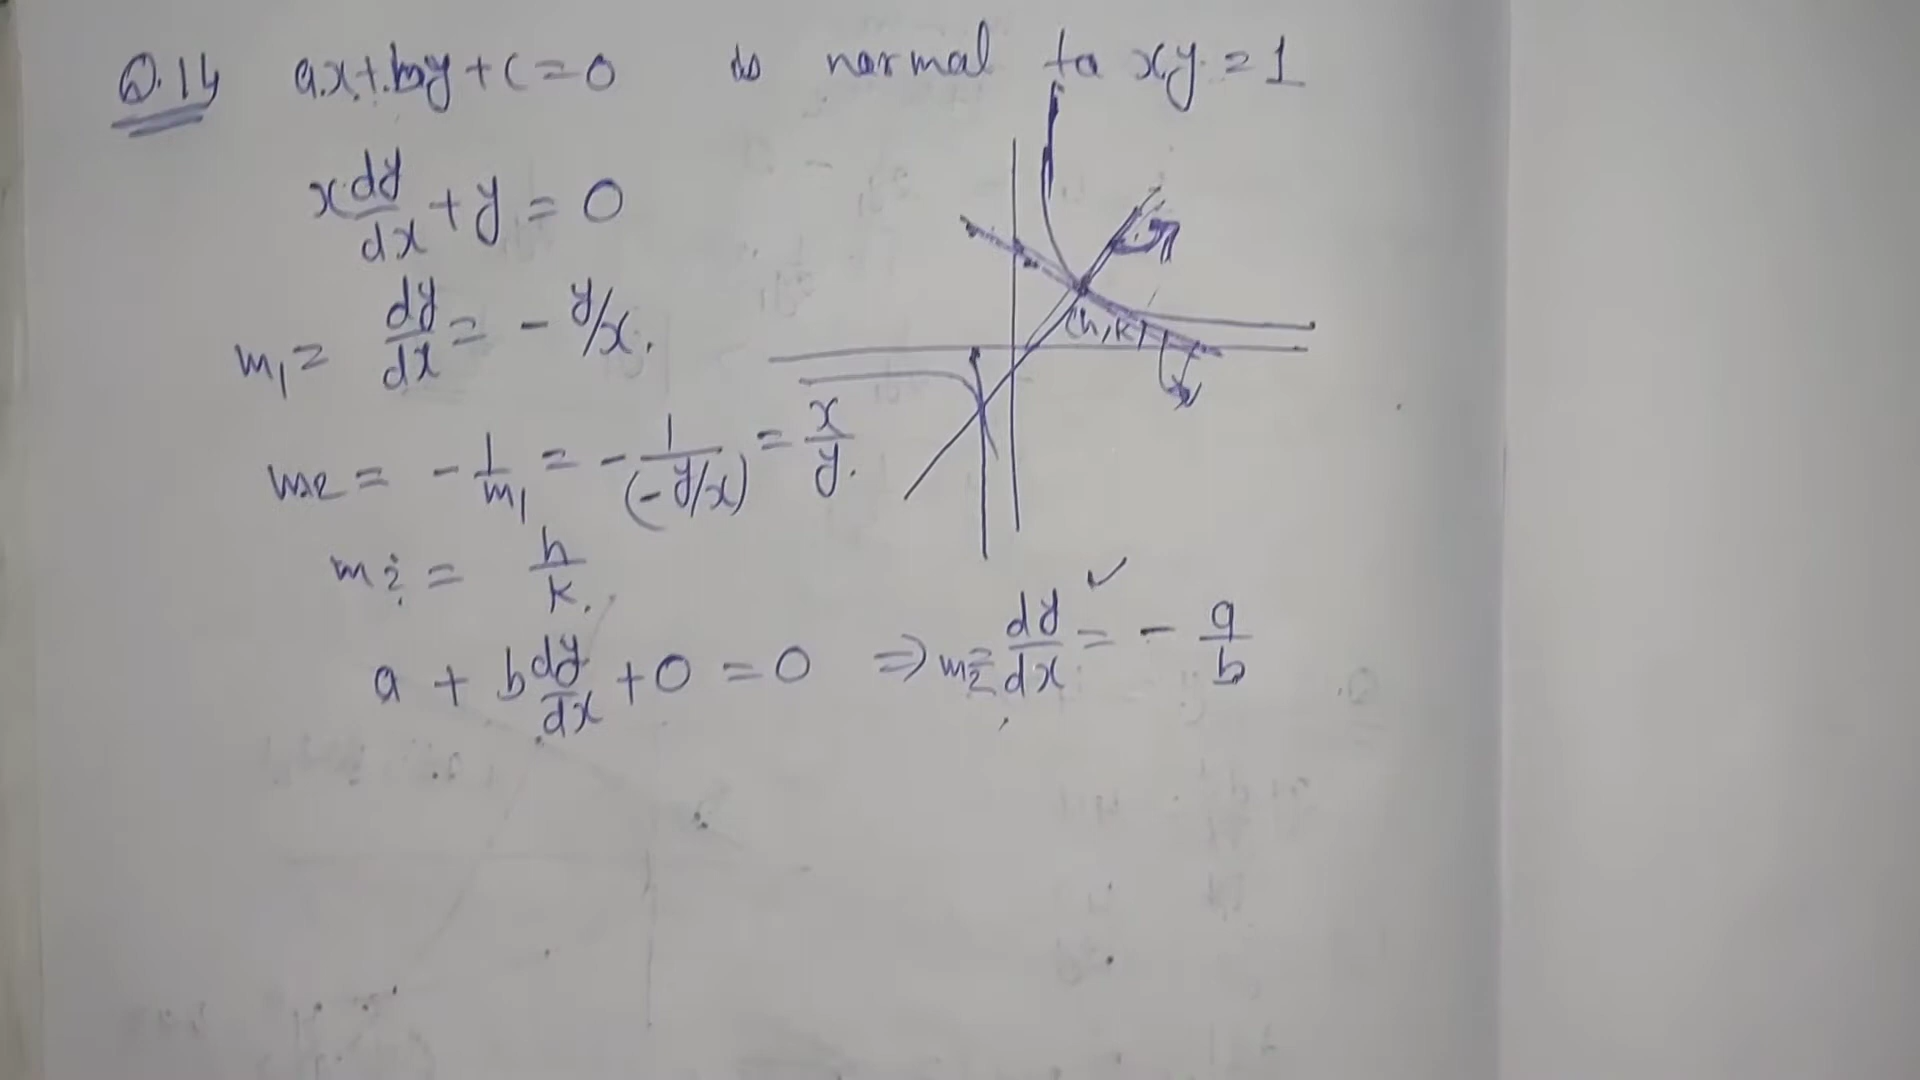 Q.14 ax+by+c=0 is normal to xy=1
x dy/dx + y = 0
m₁= dy/dx = - y/x.
m2 = - 1/m₁ = - 1/(-y/x) = x/y.
(h,k)
m₂ = h/k.
a + b dy/dx + 0 = 0 ⇒ m₂= dy/dx = - a/b